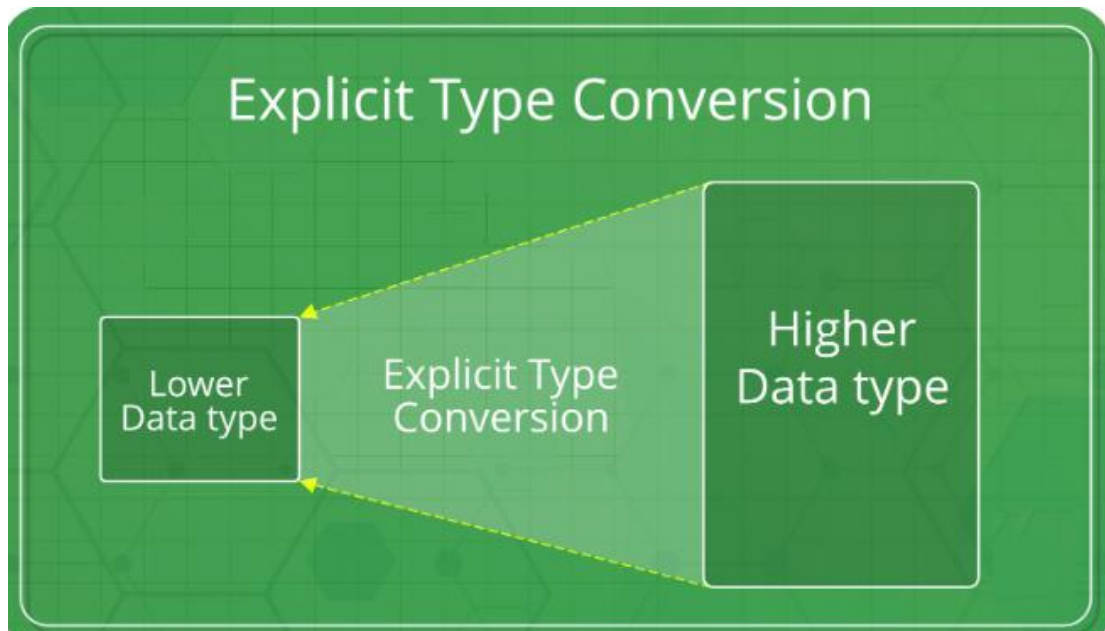 Explicit Type Conversion
Lower
Data type
Explicit Type
Conversion
Higher
Data type